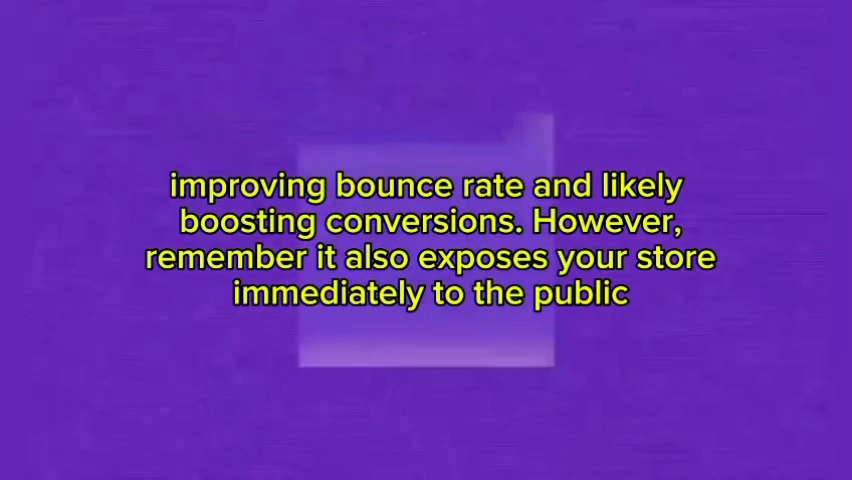 improving bounce rate and likely
boosting conversions. However,
remember it also exposes your store
immediately to the public